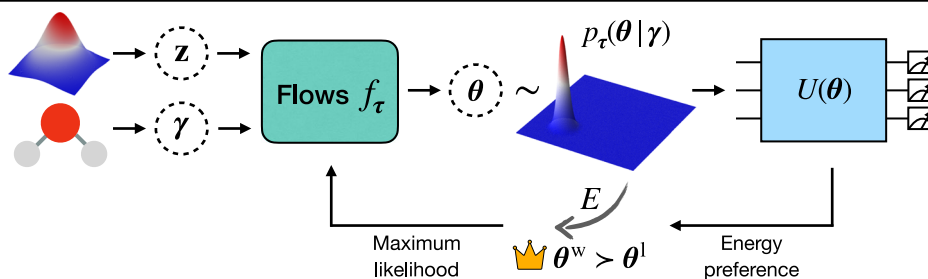 z
γ
Flows f_τ
θ ~
p_τ(θ|γ)
U(θ)
E
Maximum
likelihood
θ^w ≻ θ^l
Energy
preference